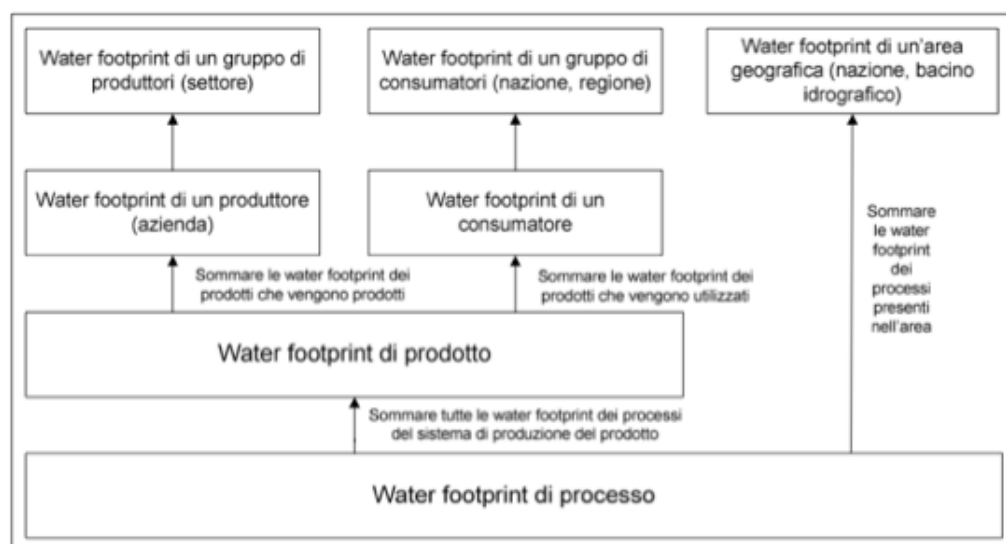 Water footprint di un gruppo di
produttori (settore)
Water footprint di un gruppo di
consumatori (nazione, regione)
Water footprint di un'area
geografica (nazione, bacino
idrografico)
Water footprint di un produttore
(azienda)
Water footprint di un
consumatore
Sommare
le water
footprint
dei
processi
presenti
nell'area
Sommare le water footprint dei
prodotti che vengono prodotti
Sommare le water footprint dei
prodotti che vengono utilizzati
Water footprint di prodotto
Sommare tutte le water footprint dei processi
del sistema di produzione del prodotto
Water footprint di processo